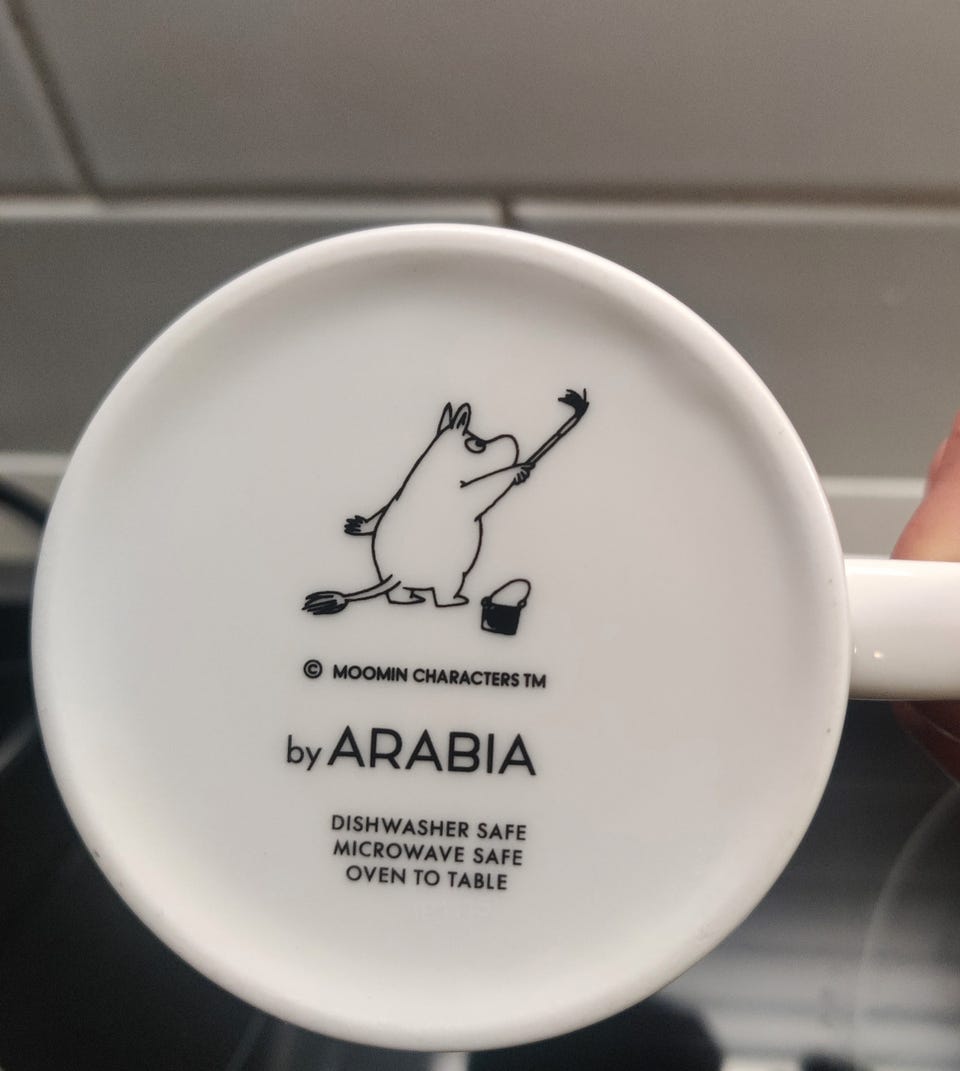 © MOOMIN CHARACTERS TM
by ARABIA
DISHWASHER SAFE
MICROWAVE SAFE
OVEN TO TABLE